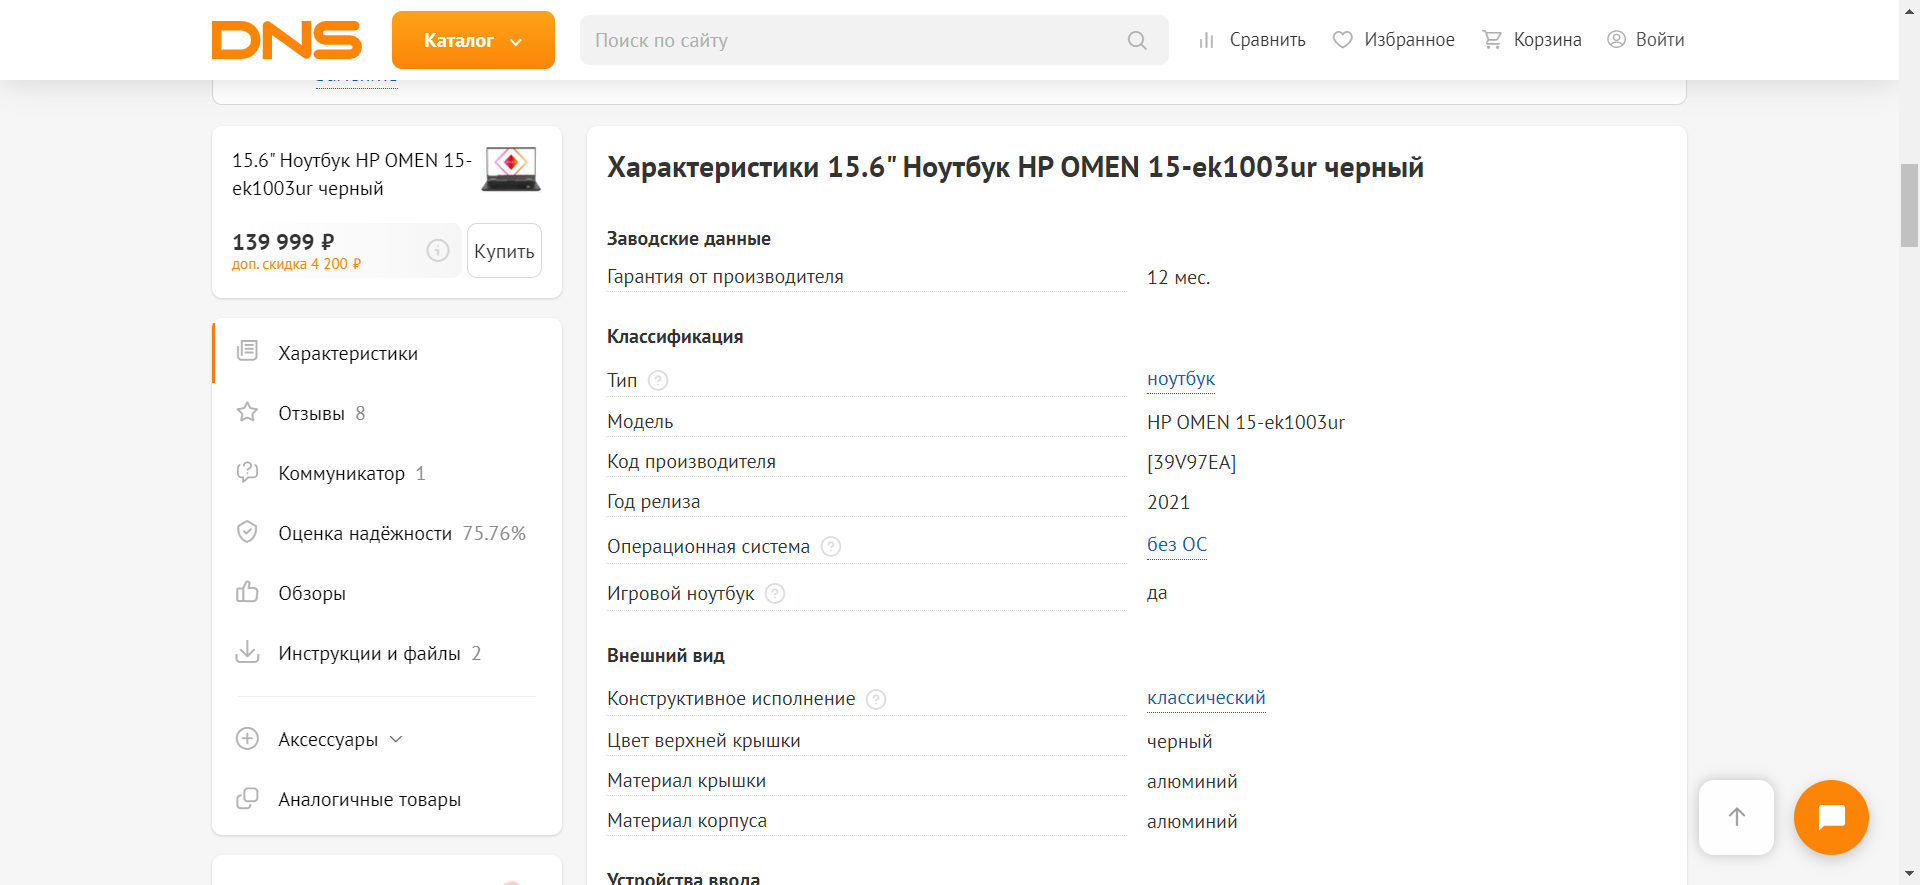 DNS
Каталог
Поиск по сайту
Сравнить
Избранное
Корзина
Войти
15.6" Ноутбук HP OMEN 15-
ek1003ur черный
139 999 ₽
доп. скидка 4 200 ₽
Купить
Характеристики
Отзывы 8
Коммуникатор 1
Оценка надёжности 75.76%
Обзоры
Инструкции и файлы 2
Аксессуары
Аналогичные товары
Характеристики 15.6" Ноутбук HP OMEN 15-ek1003ur черный
Заводские данные
Гарантия от производителя 12 мес.
Классификация
Тип ? ноутбук
Модель HP OMEN 15-ek1003ur
Код производителя [39V97EA]
Год релиза 2021
Операционная система ? без ОС
Игровой ноутбук ? да
Внешний вид
Конструктивное исполнение ? классический
Цвет верхней крышки черный
Материал крышки алюминий
Материал корпуса алюминий
Устройства ввода